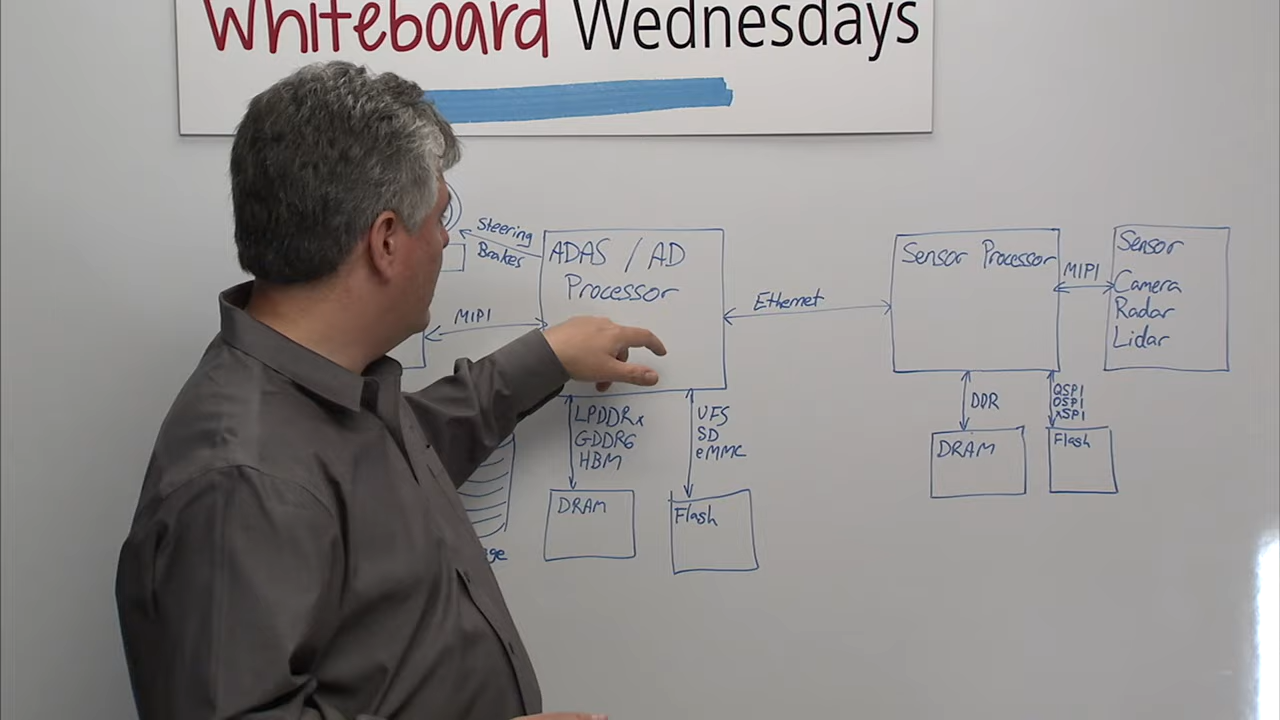 Whiteboard Wednesdays
Steering
Brakes
ADAS / AD
Processor
MIPI
Ethernet
Sensor Processor
MIPI
Sensor
Camera
Radar
Lidar
LPDDRx
GDDR6
HBM
UFS
SD
eMMC
DRAM
Flash
DDR
QSPI
OSPI
xSPI
DRAM
Flash